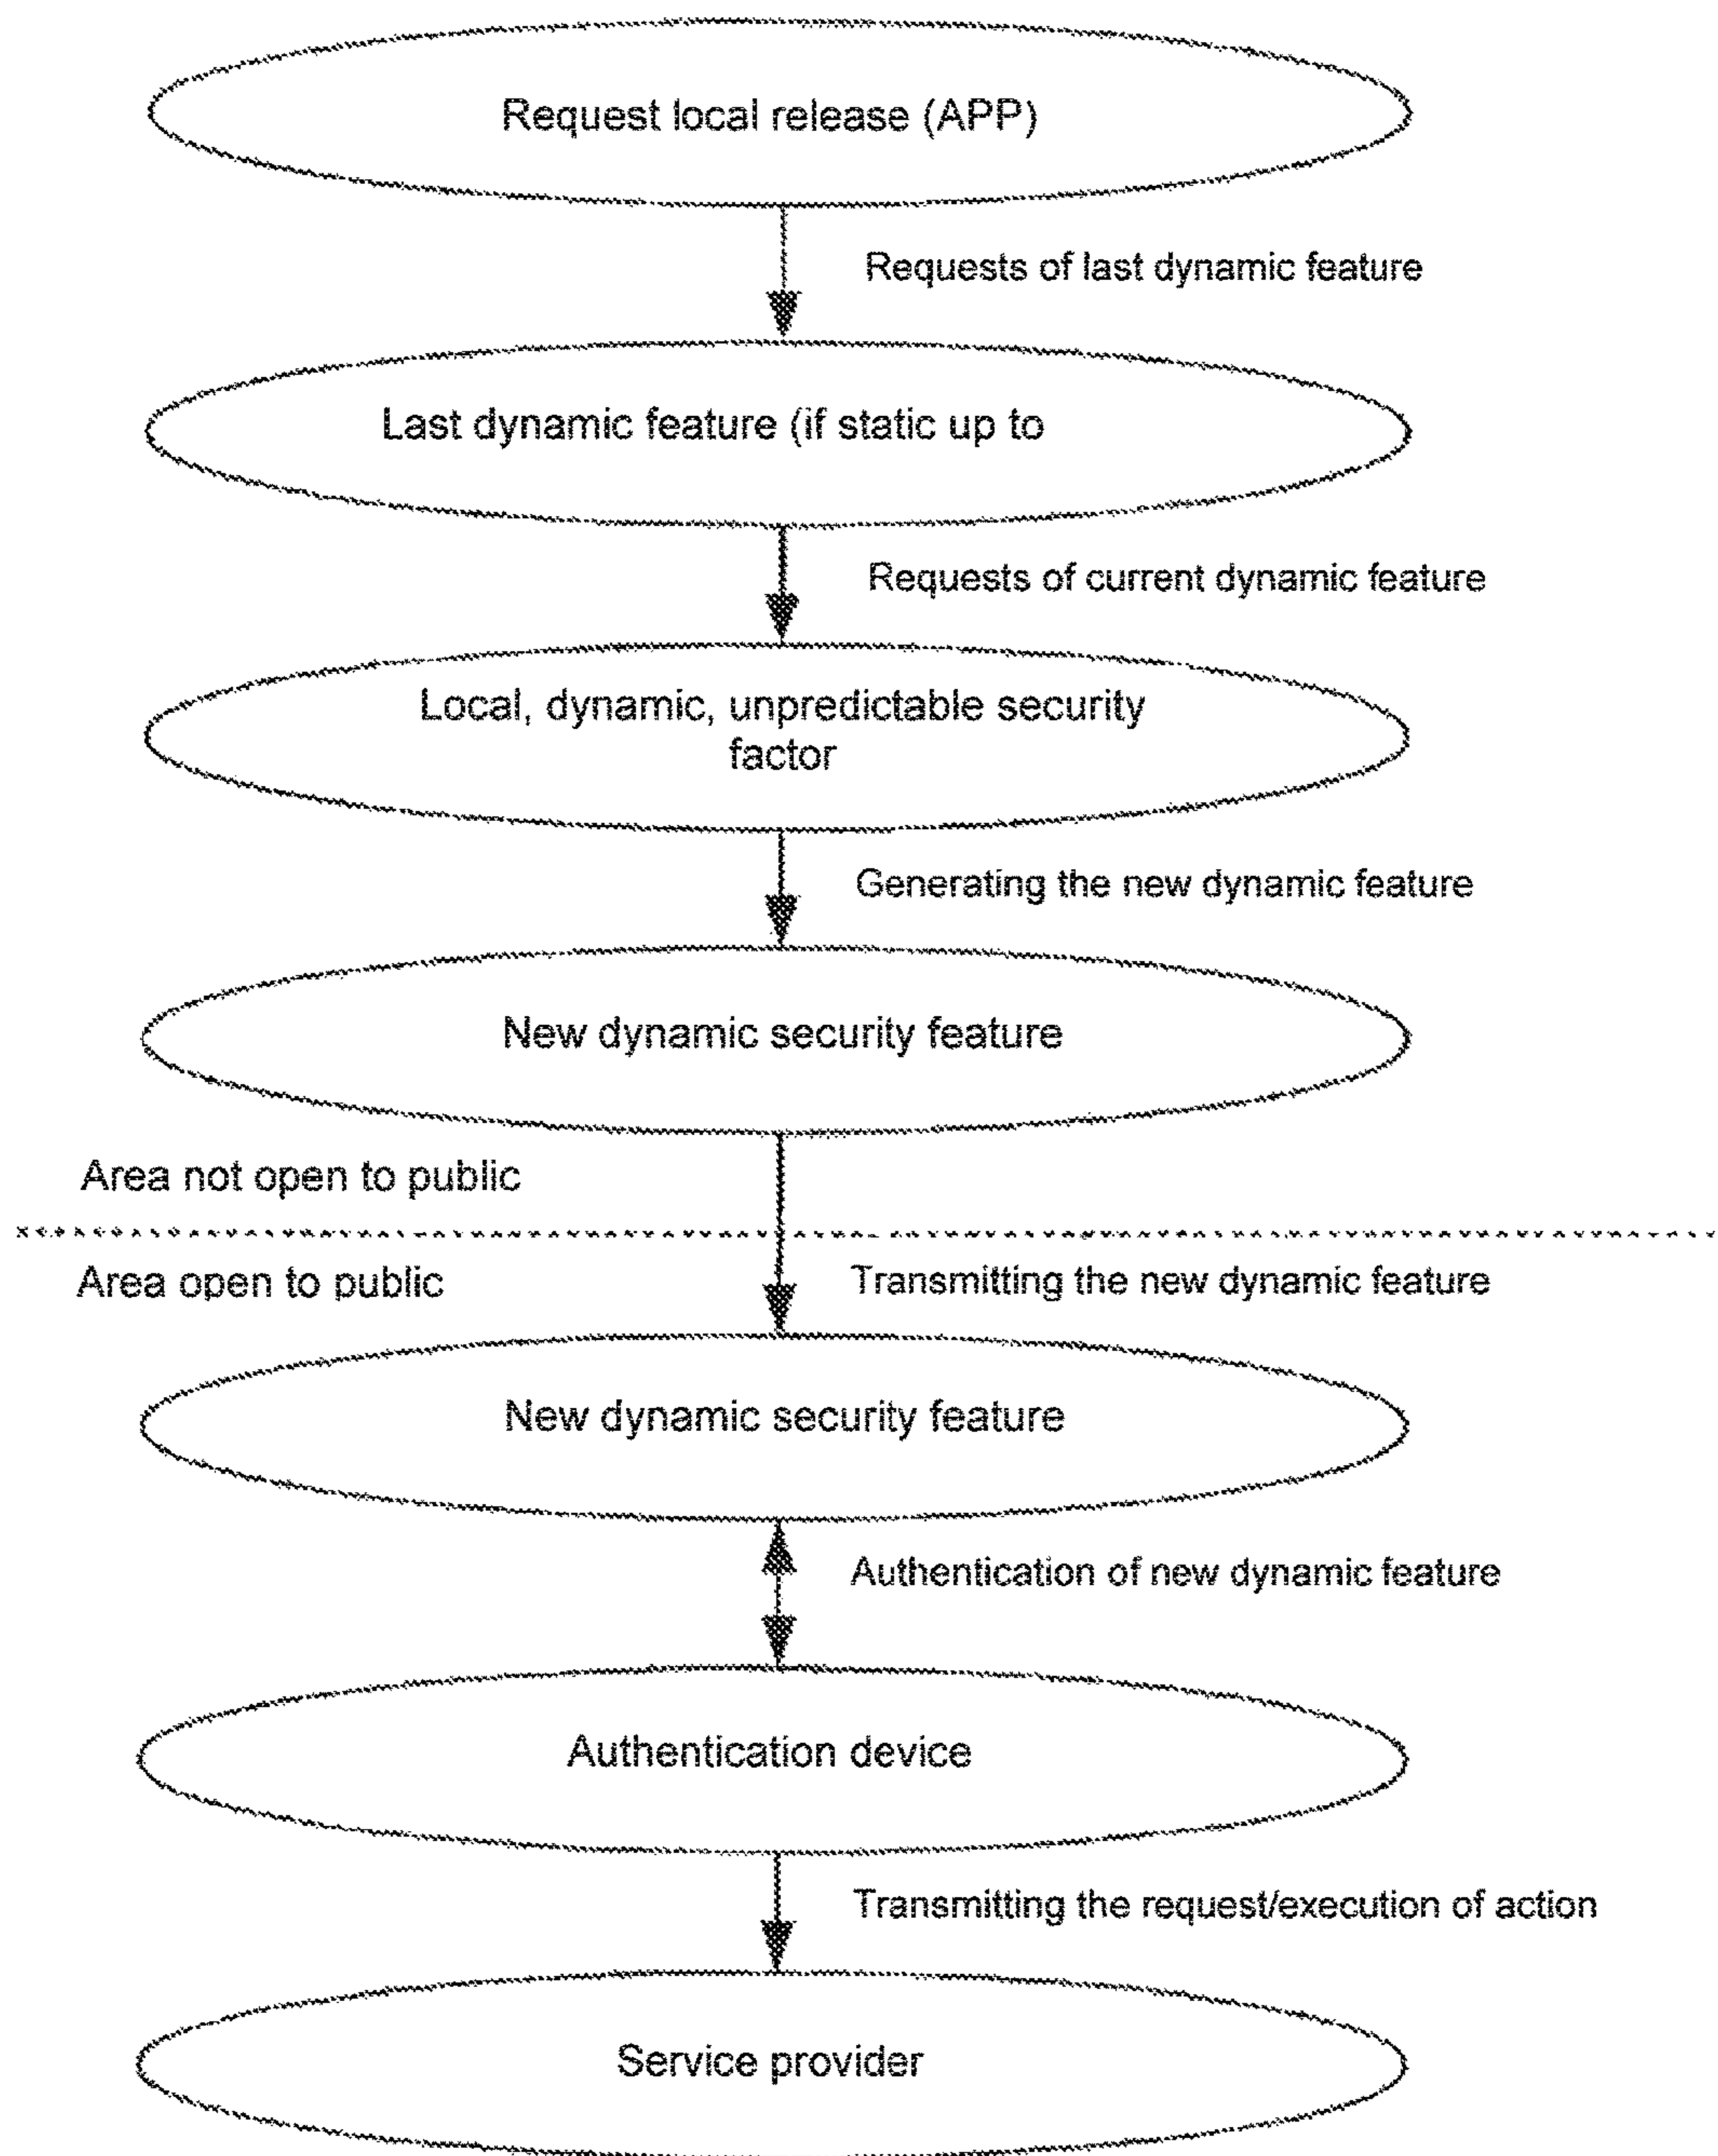 Request local release (APP)
Requests of last dynamic feature
Last dynamic feature (if static up to
Requests of current dynamic feature
Local, dynamic, unpredictable security
factor
Generating the new dynamic feature
New dynamic security feature
Area not open to public
Area open to public
Transmitting the new dynamic feature
New dynamic security feature
Authentication of new dynamic feature
Authentication device
Transmitting the request/execution of action
Service provider